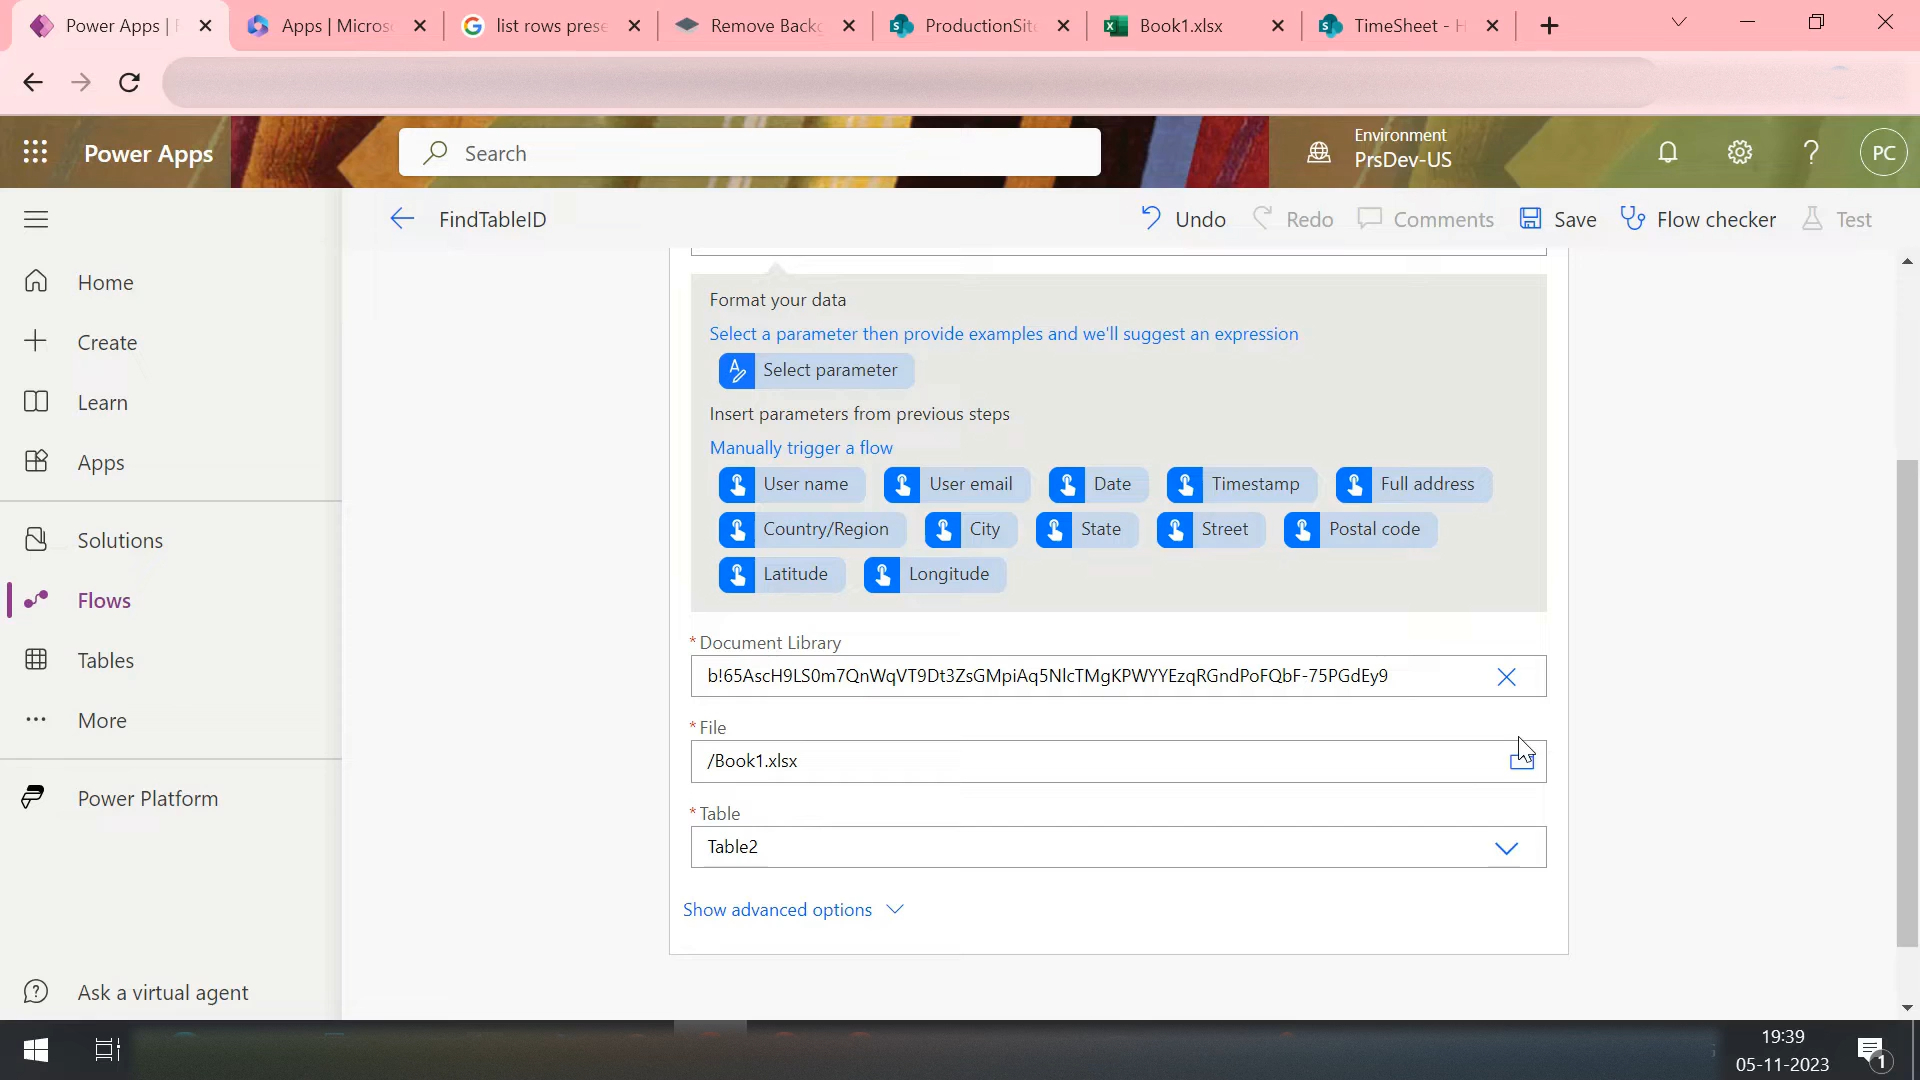 Power Apps |
Apps | Microso
list rows prese
Remove Backg
ProductionSite
Book1.xlsx
TimeSheet - H
Power Apps
Search
Environment
PrsDev-US
PC
FindTableID
Undo
Redo
Comments
Save
Flow checker
Test
Home
Create
Learn
Apps
Solutions
Flows
Tables
More
Power Platform
Ask a virtual agent
Format your data
Select a parameter then provide examples and we'll suggest an expression
Select parameter
Insert parameters from previous steps
Manually trigger a flow
User name
User email
Date
Timestamp
Full address
Country/Region
City
State
Street
Postal code
Latitude
Longitude
* Document Library
b!65AscH9LS0m7QnWqVT9Dt3ZsGMpiAq5NlcTMgKPWYYEzqRGndPoFQbF-75PGdEy9
* File
/Book1.xlsx
* Table
Table2
Show advanced options
19:39
05-11-2023
1